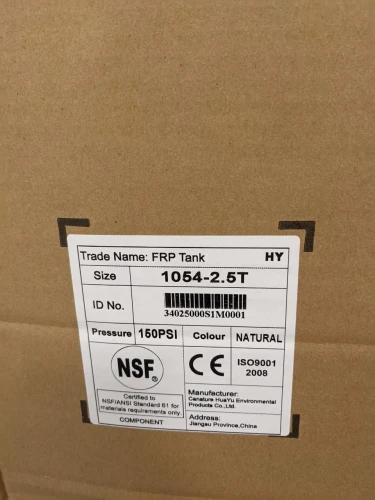 Trade Name: FRP Tank HY
Size 1054-2.5T
ID No. 34025000S1M0001
Pressure 150PSI Colour NATURAL
NSF® CE ISO9001
2008
Certified to
NSF/ANSI Standard 61 for
materials requirements only.
COMPONENT
Manufacturer:
Canature HuaYu Environmental
Products Co.,Ltd.
Address:
Jiangsu Province,China